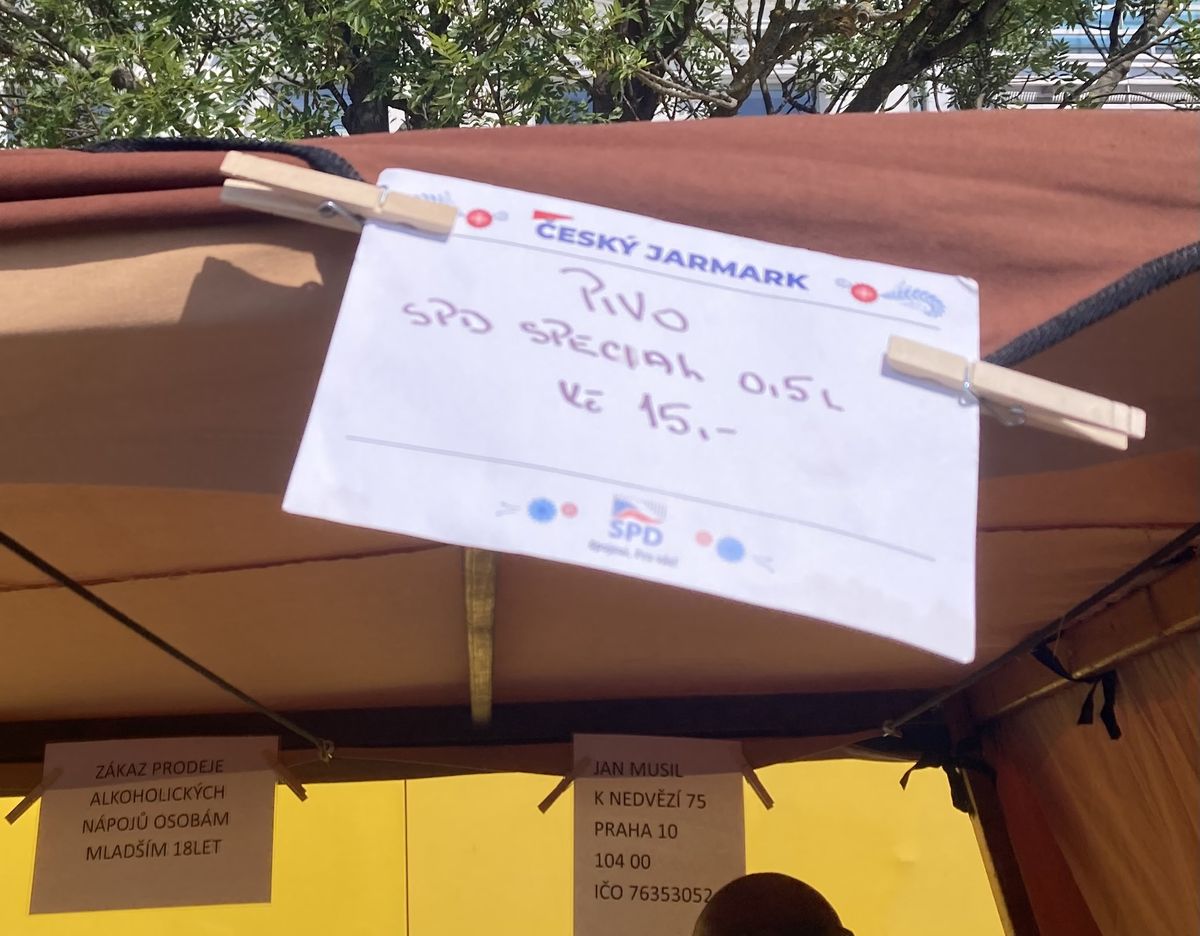 ČESKÝ JARMARK
PIVO
SPD SPECIAL 0,5L
Kč 15,-
SPD
ZÁKAZ PRODEJE
ALKOHOLICKÝCH
NÁPOJŮ OSOBÁM
MLADŠÍM 18LET
JAN MUSIL
K NEDVĚZÍ 75
PRAHA 10
104 00
IČO 76353052